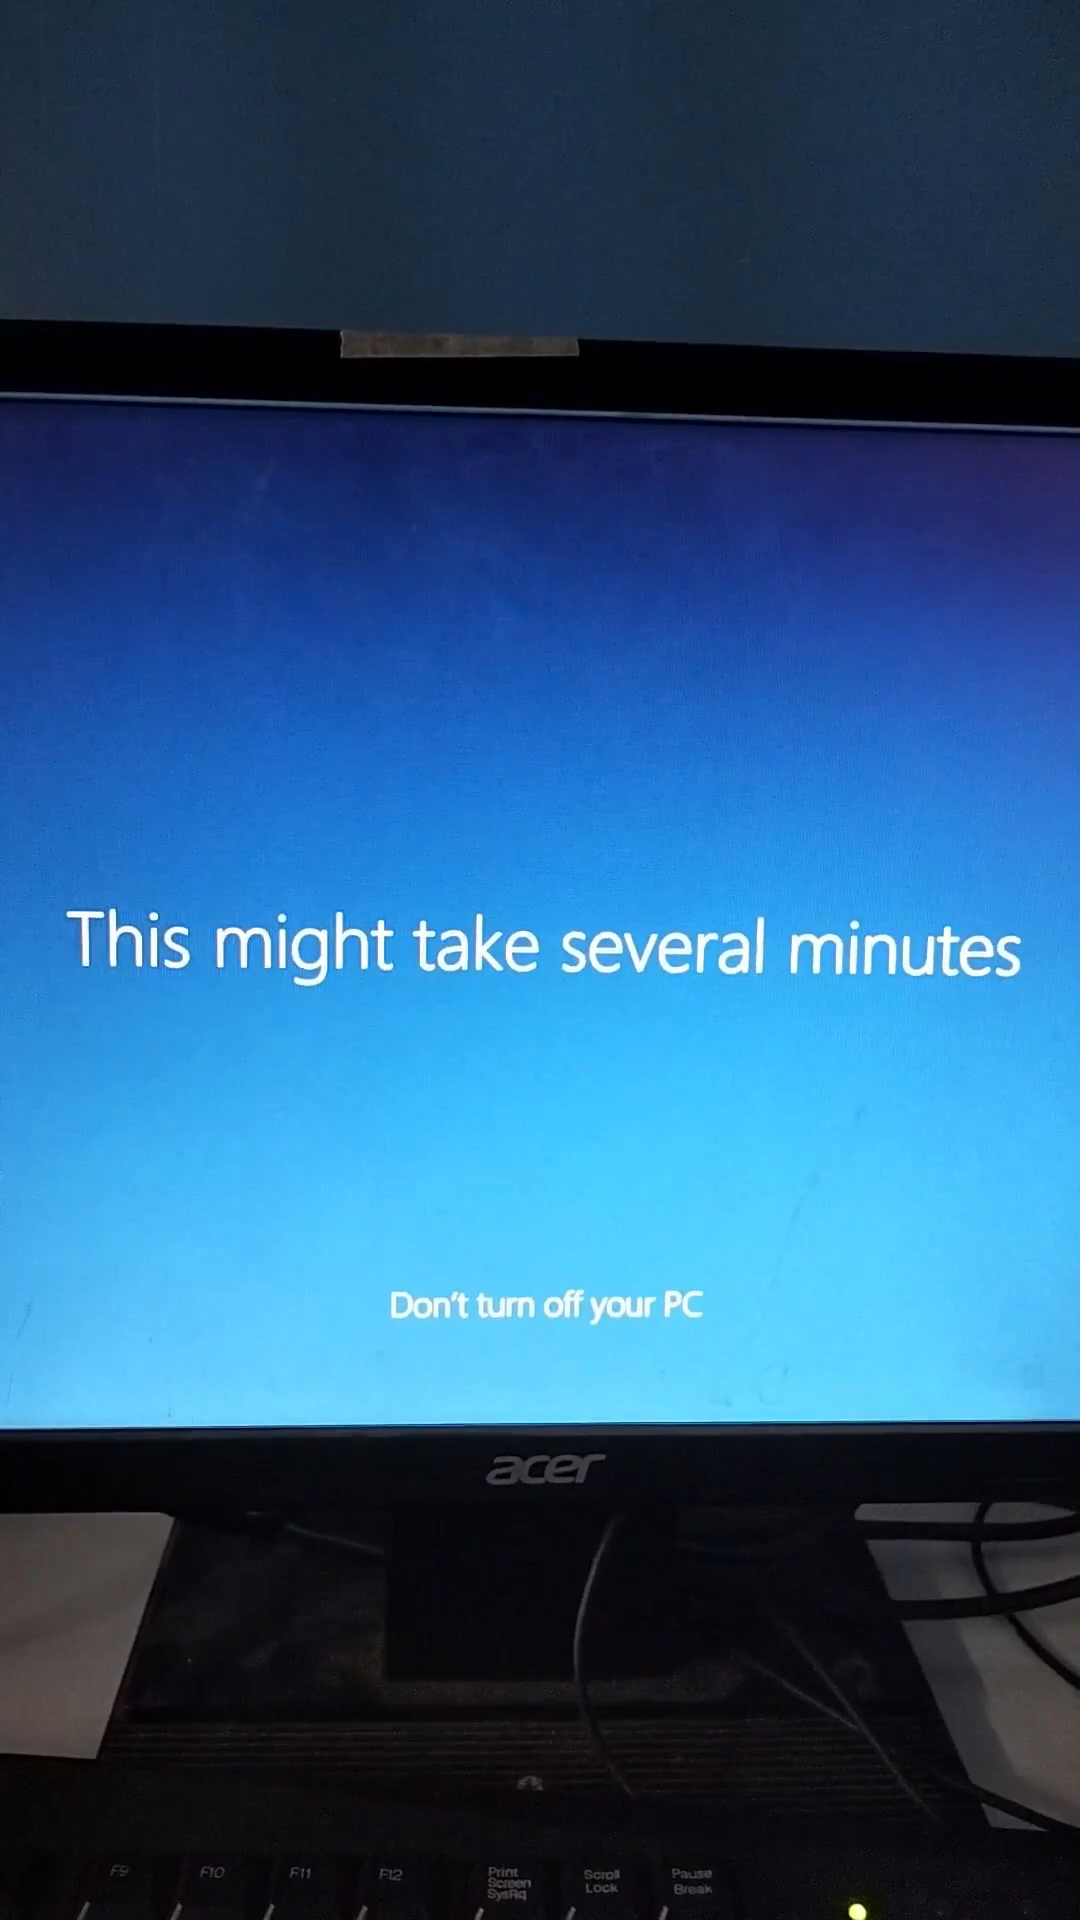 This might take several minutes
Don't turn off your PC
acer
F9 F10 F11 F12 Print Screen SysRq Scroll Lock Pause Break